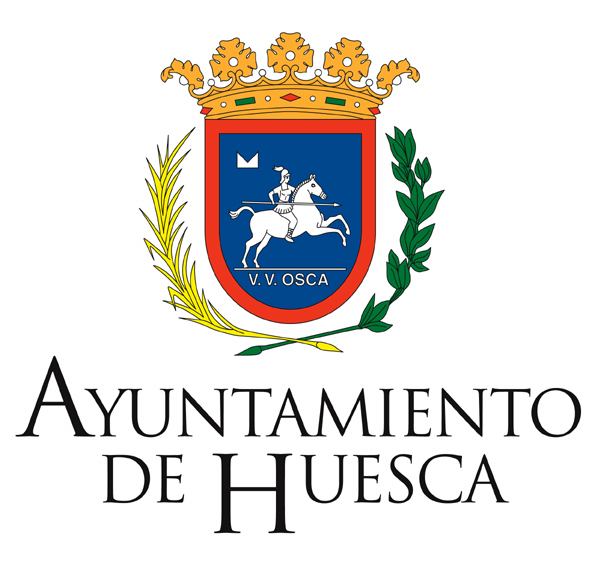 V. V. OSCA
AYUNTAMIENTO
DE HUESCA